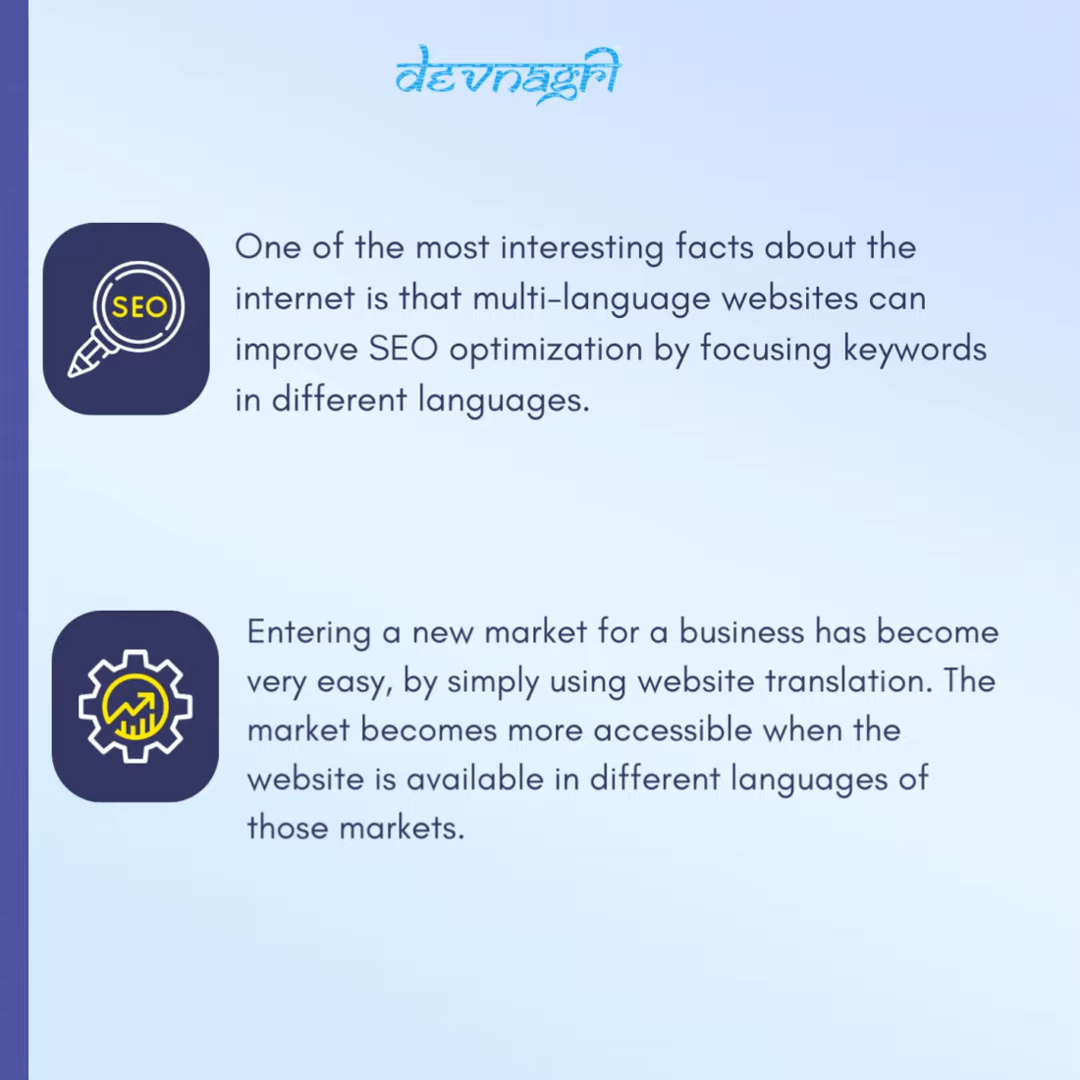 devnagri
SEO
One of the most interesting facts about the
internet is that multi-language websites can
improve SEO optimization by focusing keywords
in different languages.
Entering a new market for a business has become
very easy, by simply using website translation. The
market becomes more accessible when the
website is available in different languages of
those markets.